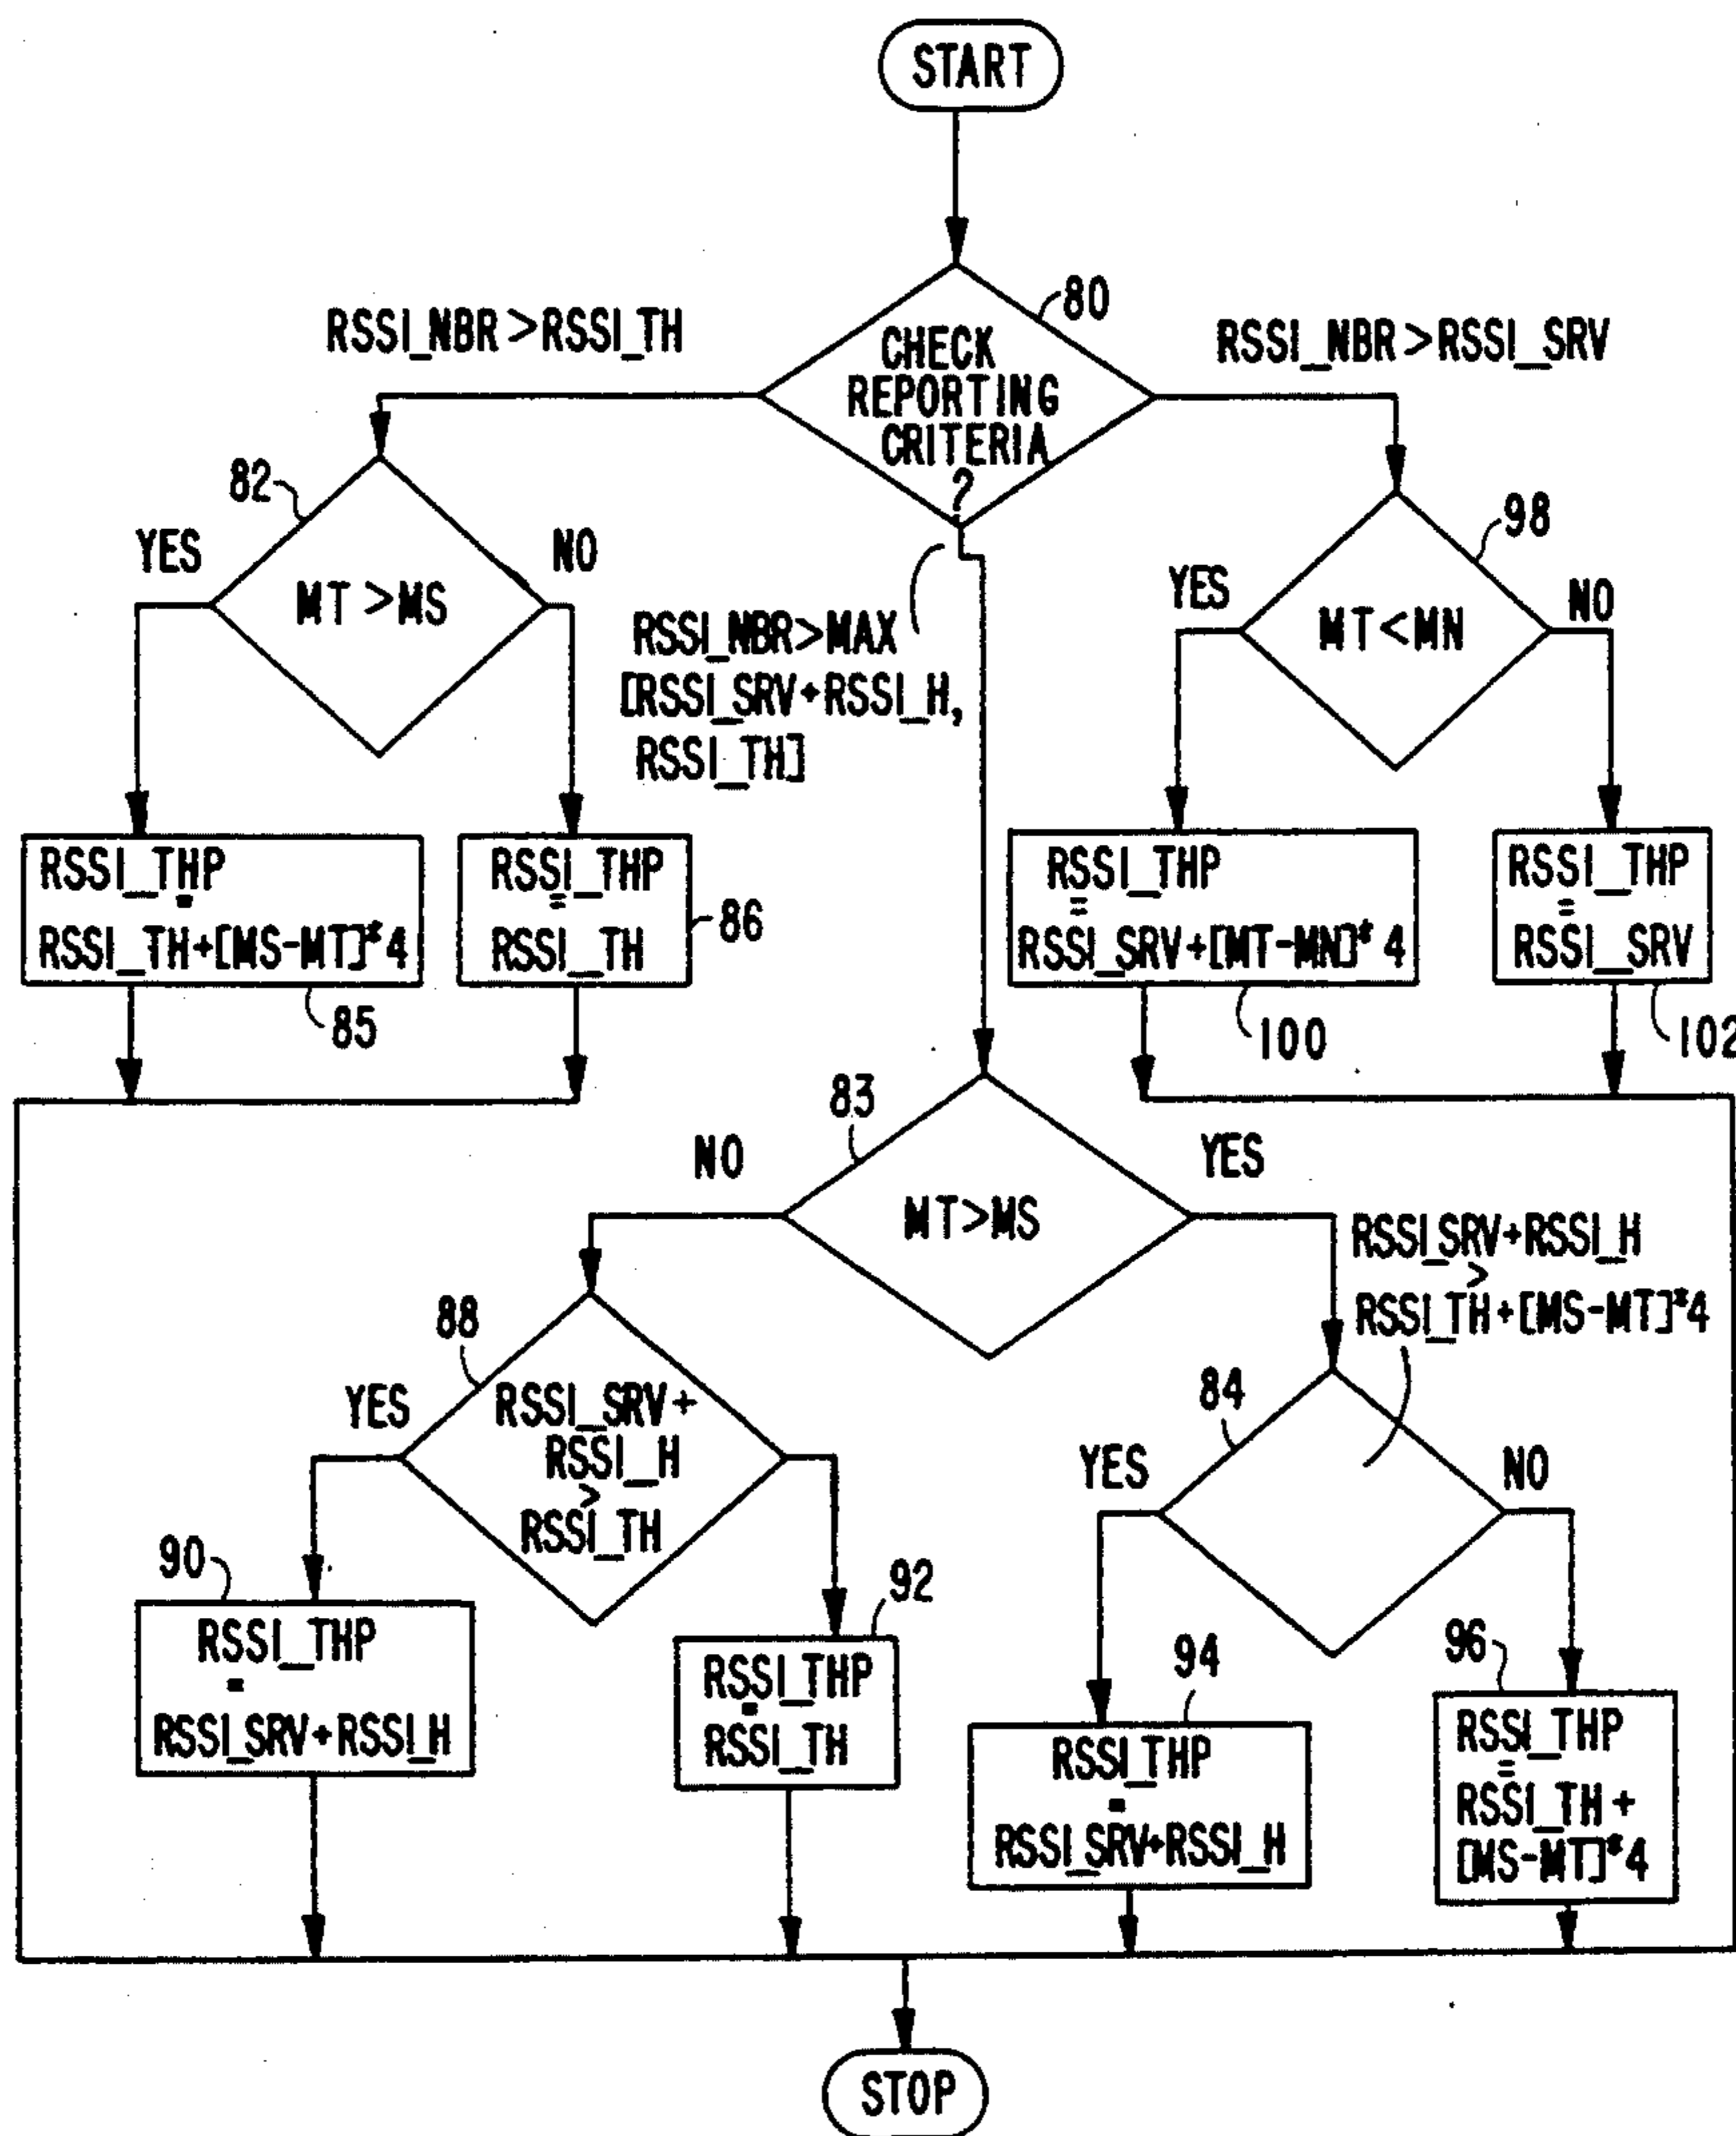 START
80
CHECK
REPORTING
CRITERIA
?
RSSI_NBR>RSSI_TH
RSSI_NBR>RSSI_SRV
82
YES
NO
MT>MS
98
YES
NO
MT<MN
RSSI_NBR>MAX
[RSSI_SRV+RSSI_H,
RSSI_TH]
RSSI_THP
=
RSSI_TH+[MS-MT]*4
85
RSSI_THP
=
RSSI_TH
86
RSSI_THP
=
RSSI_SRV+[MT-MN]*4
100
RSSI_THP
=
RSSI_SRV
102
83
NO
YES
MT>MS
RSSI_SRV+RSSI_H
>
RSSI_TH+[MS-MT]*4
88
YES
RSSI_SRV+
RSSI_H
>
RSSI_TH
84
YES
NO
90
RSSI_THP
=
RSSI_SRV+RSSI_H
92
RSSI_THP
=
RSSI_TH
94
RSSI_THP
=
RSSI_SRV+RSSI_H
96
RSSI_THP
=
RSSI_TH+
[MS-MT]*4
STOP